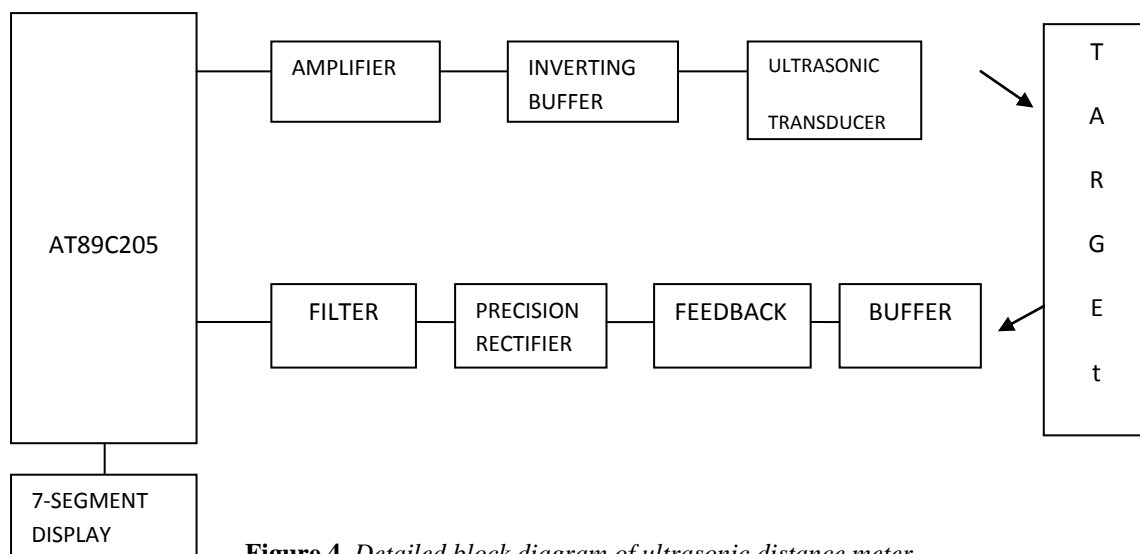 AMPLIFIER
INVERTING
BUFFER
ULTRASONIC
TRANSDUCER
T
A
R
G
E
t
AT89C205
FILTER
PRECISION
RECTIFIER
FEEDBACK
BUFFER
7-SEGMENT
DISPLAY
Figure 4. Detailed block diagram of ultrasonic distance meter